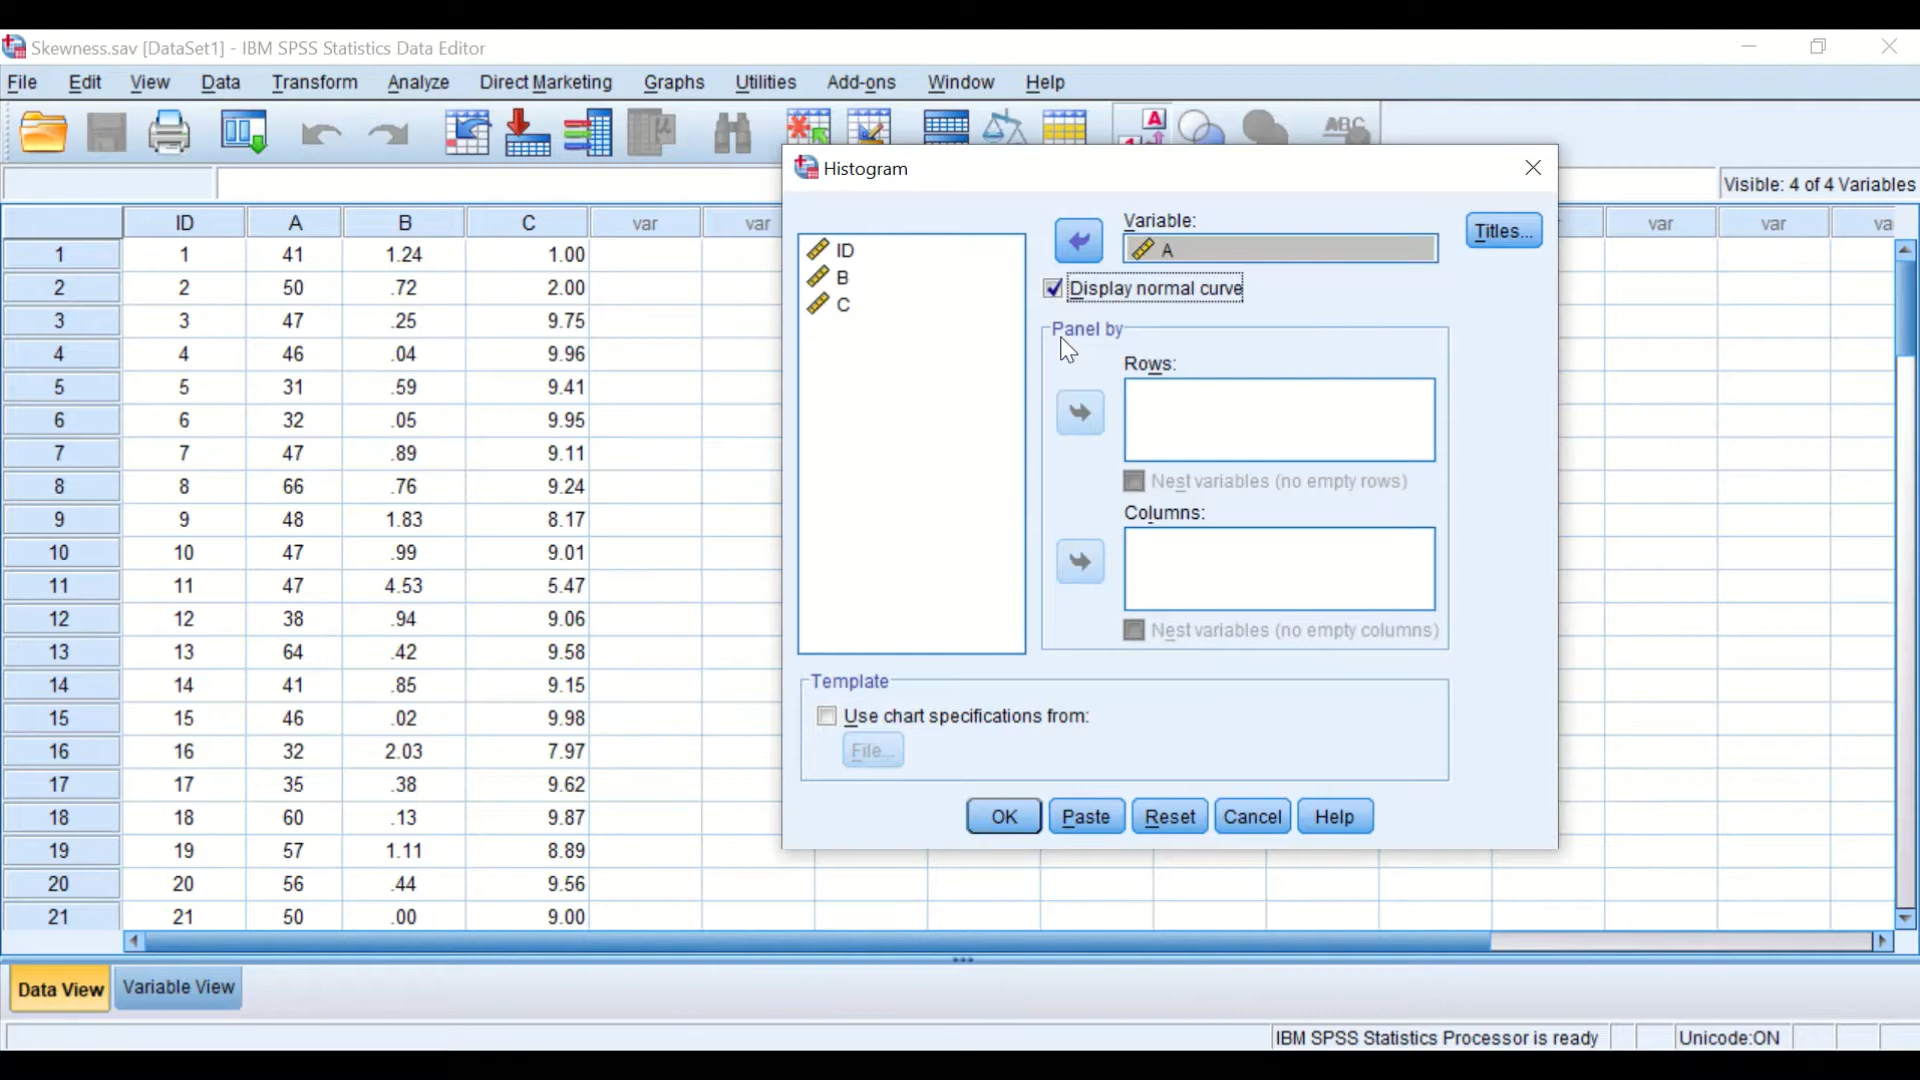 Skewness.sav [DataSet1] - IBM SPSS Statistics Data Editor
File Edit View Data Transform Analyze Direct Marketing Graphs Utilities Add-ons Window Help
A
ABC
Visible: 4 of 4 Variables
ID A B C var var var var va
1 1 41 1.24 1.00
2 2 50 .72 2.00
3 3 47 .25 9.75
4 4 46 .04 9.96
5 5 31 .59 9.41
6 6 32 .05 9.95
7 7 47 .89 9.11
8 8 66 .76 9.24
9 9 48 1.83 8.17
10 10 47 .99 9.01
11 11 47 4.53 5.47
12 12 38 .94 9.06
13 13 64 .42 9.58
14 14 41 .85 9.15
15 15 46 .02 9.98
16 16 32 2.03 7.97
17 17 35 .38 9.62
18 18 60 .13 9.87
19 19 57 1.11 8.89
20 20 56 .44 9.56
21 21 50 .00 9.00
Histogram
ID
B
C
Variable:
A
Titles...
Display normal curve
Panel by
Rows:
Nest variables (no empty rows)
Columns:
Nest variables (no empty columns)
Template
Use chart specifications from:
File...
OK Paste Reset Cancel Help
Data View Variable View
IBM SPSS Statistics Processor is ready Unicode:ON